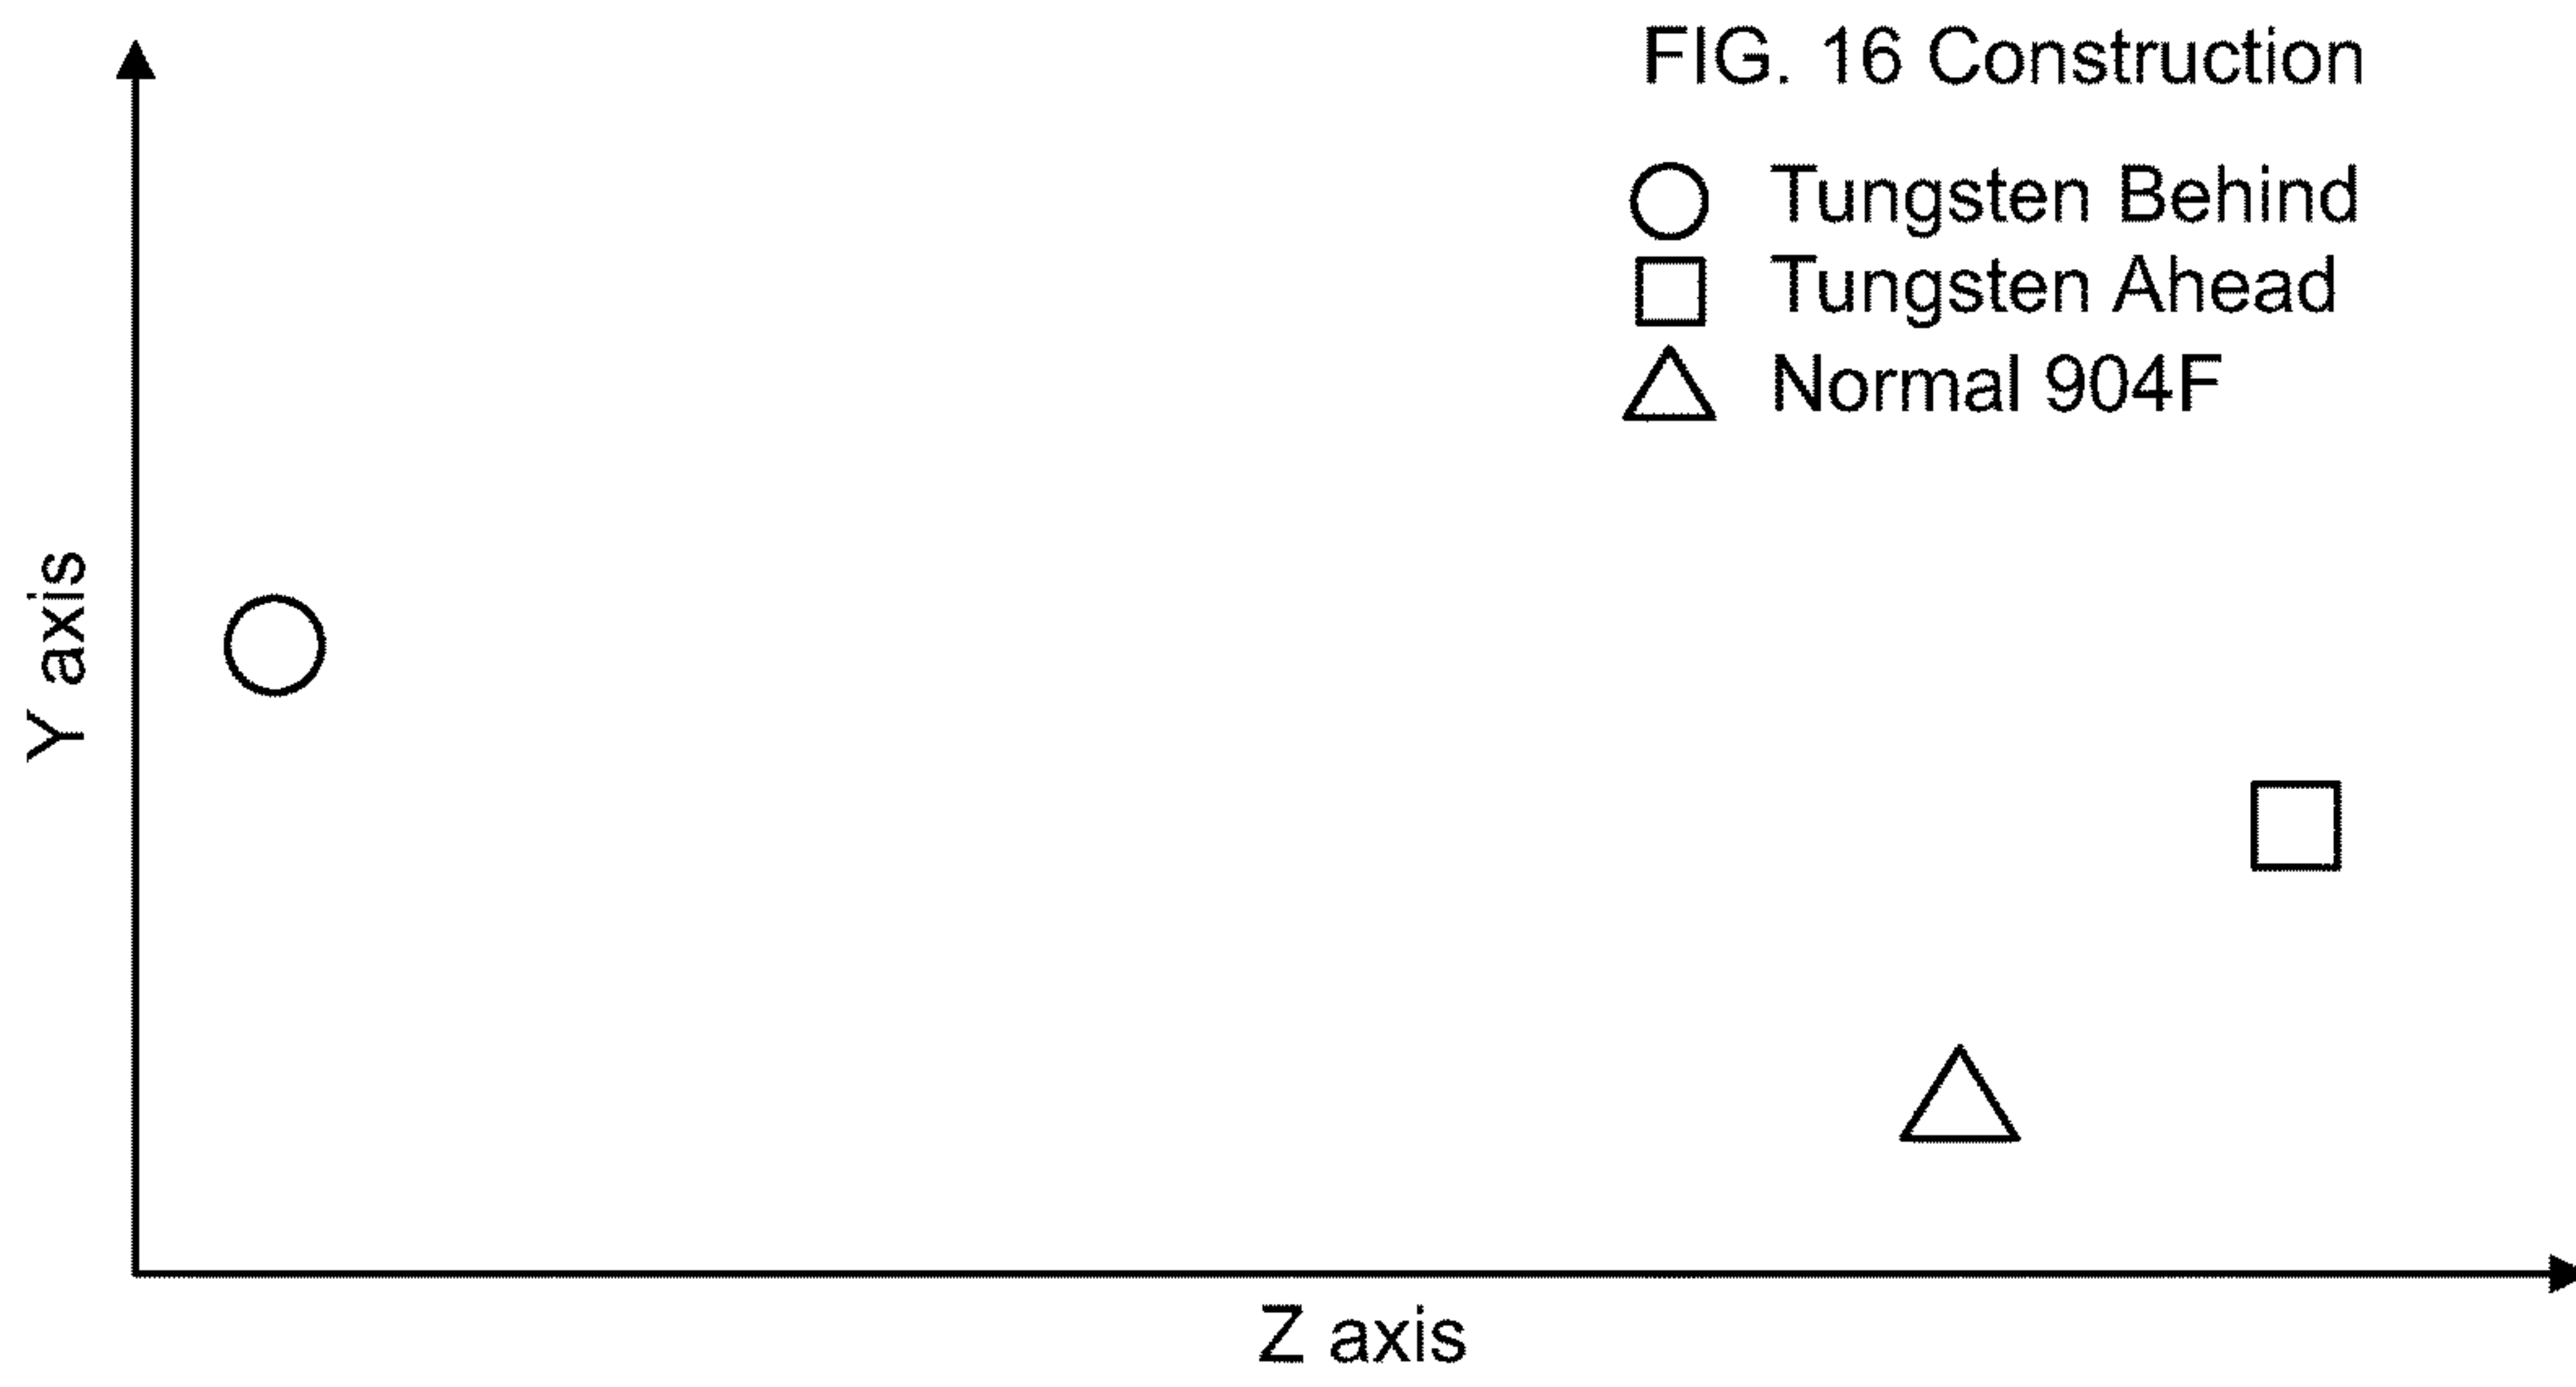 FIG. 16 Construction
Tungsten Behind
Tungsten Ahead
Normal 904F
Y axis
Z axis